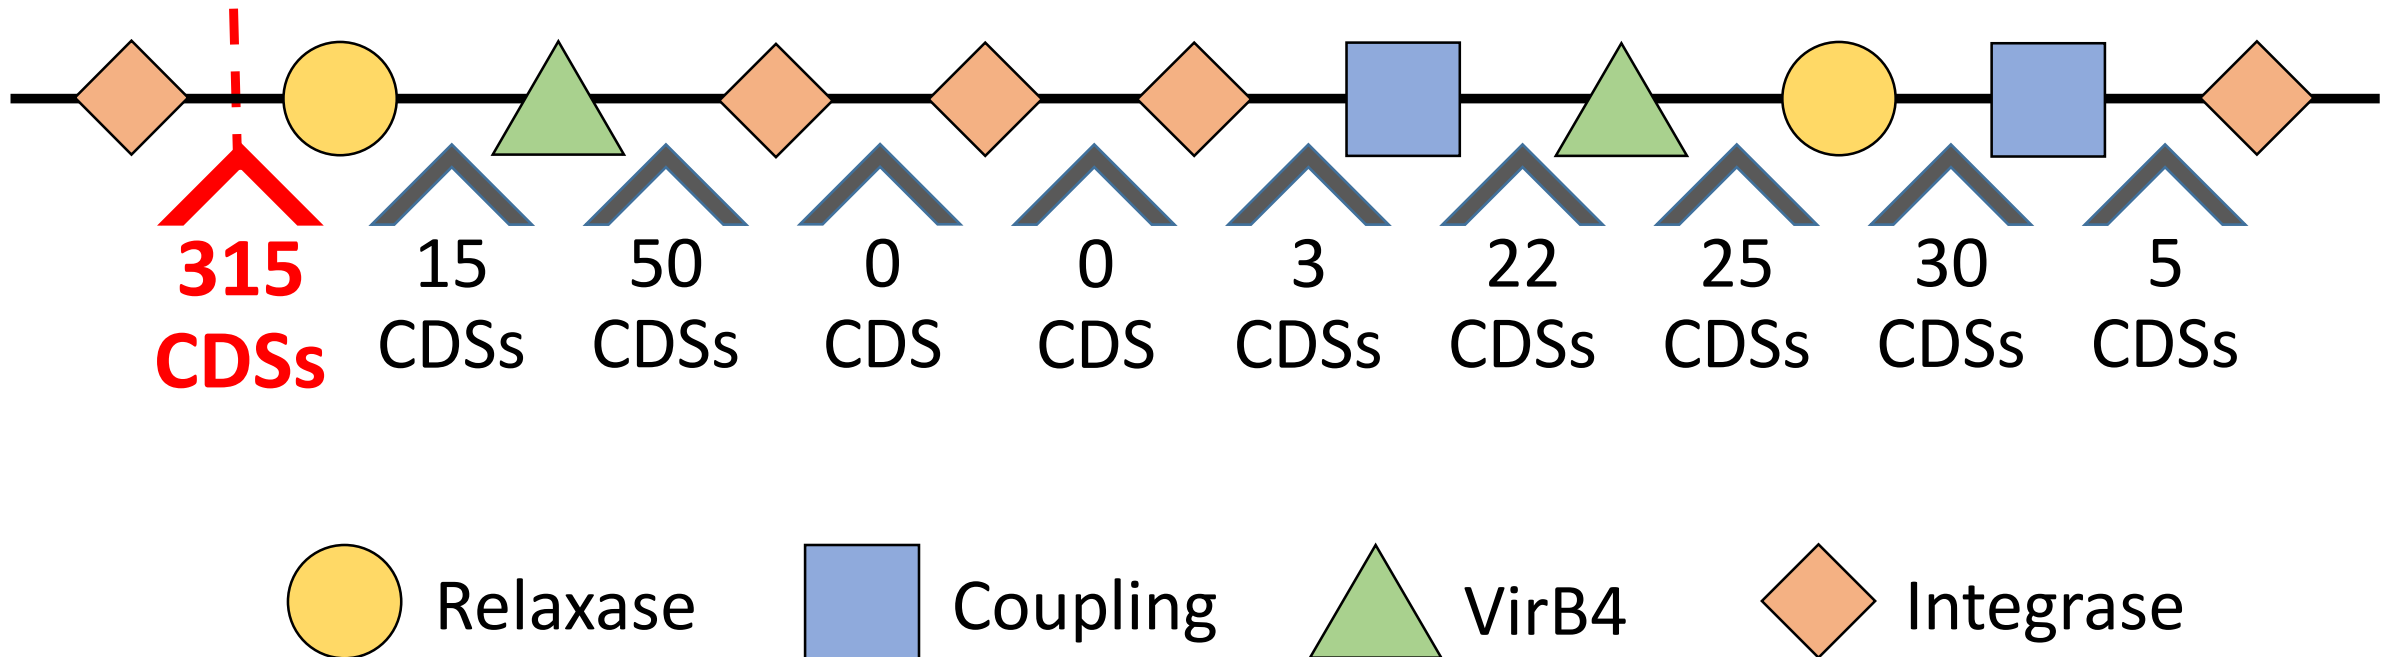 315 15 50 0 0 3 22 25 30 5
CDSs CDSs CDSs CDS CDS CDSs CDSs CDSs CDSs CDSs
Relaxase Coupling VirB4 Integrase